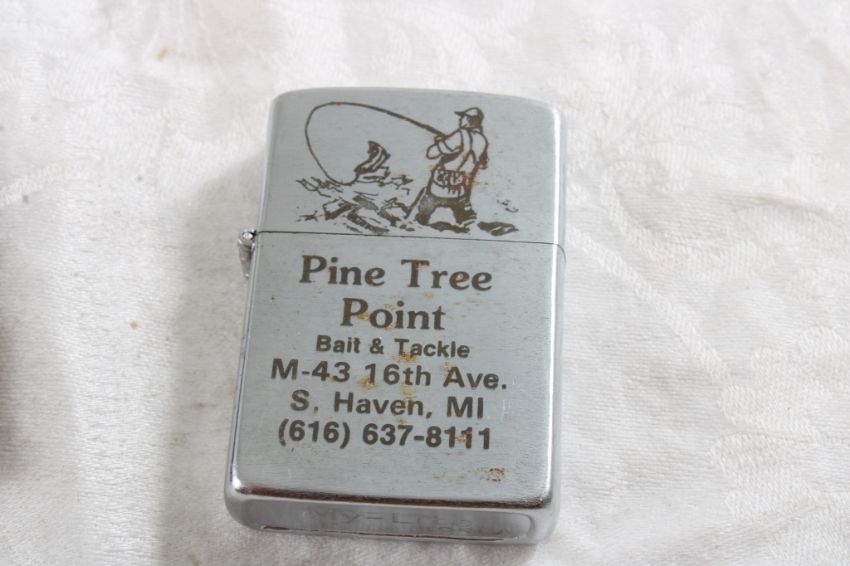 Pine Tree
Point
Bait & Tackle
M-43 16th Ave.
S. Haven, MI
(616) 637-8111